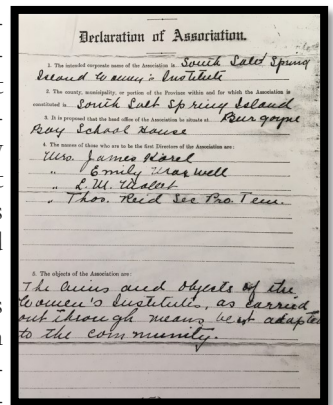 Declaration of Association.
1. The intended corporate name of the Association is South Salt Spring
Island Women's Institute
2. The county, municipality, or portion of the Province within and for which the Association is
constituted is South Salt Spring Island
3. It is proposed that the head office of the Association be situate at Burgoyne
Bay School House
4. The names of those who are to be the first Directors of the Association are:
Mrs. James
" Emily Maxwell
" L. M. Mollet
" Thos. Reid Sec Pro. Tem.
5. The objects of the Association are:
The aims and objects of the
Women's Institutes, as carried
out through means best adapted
to the community.